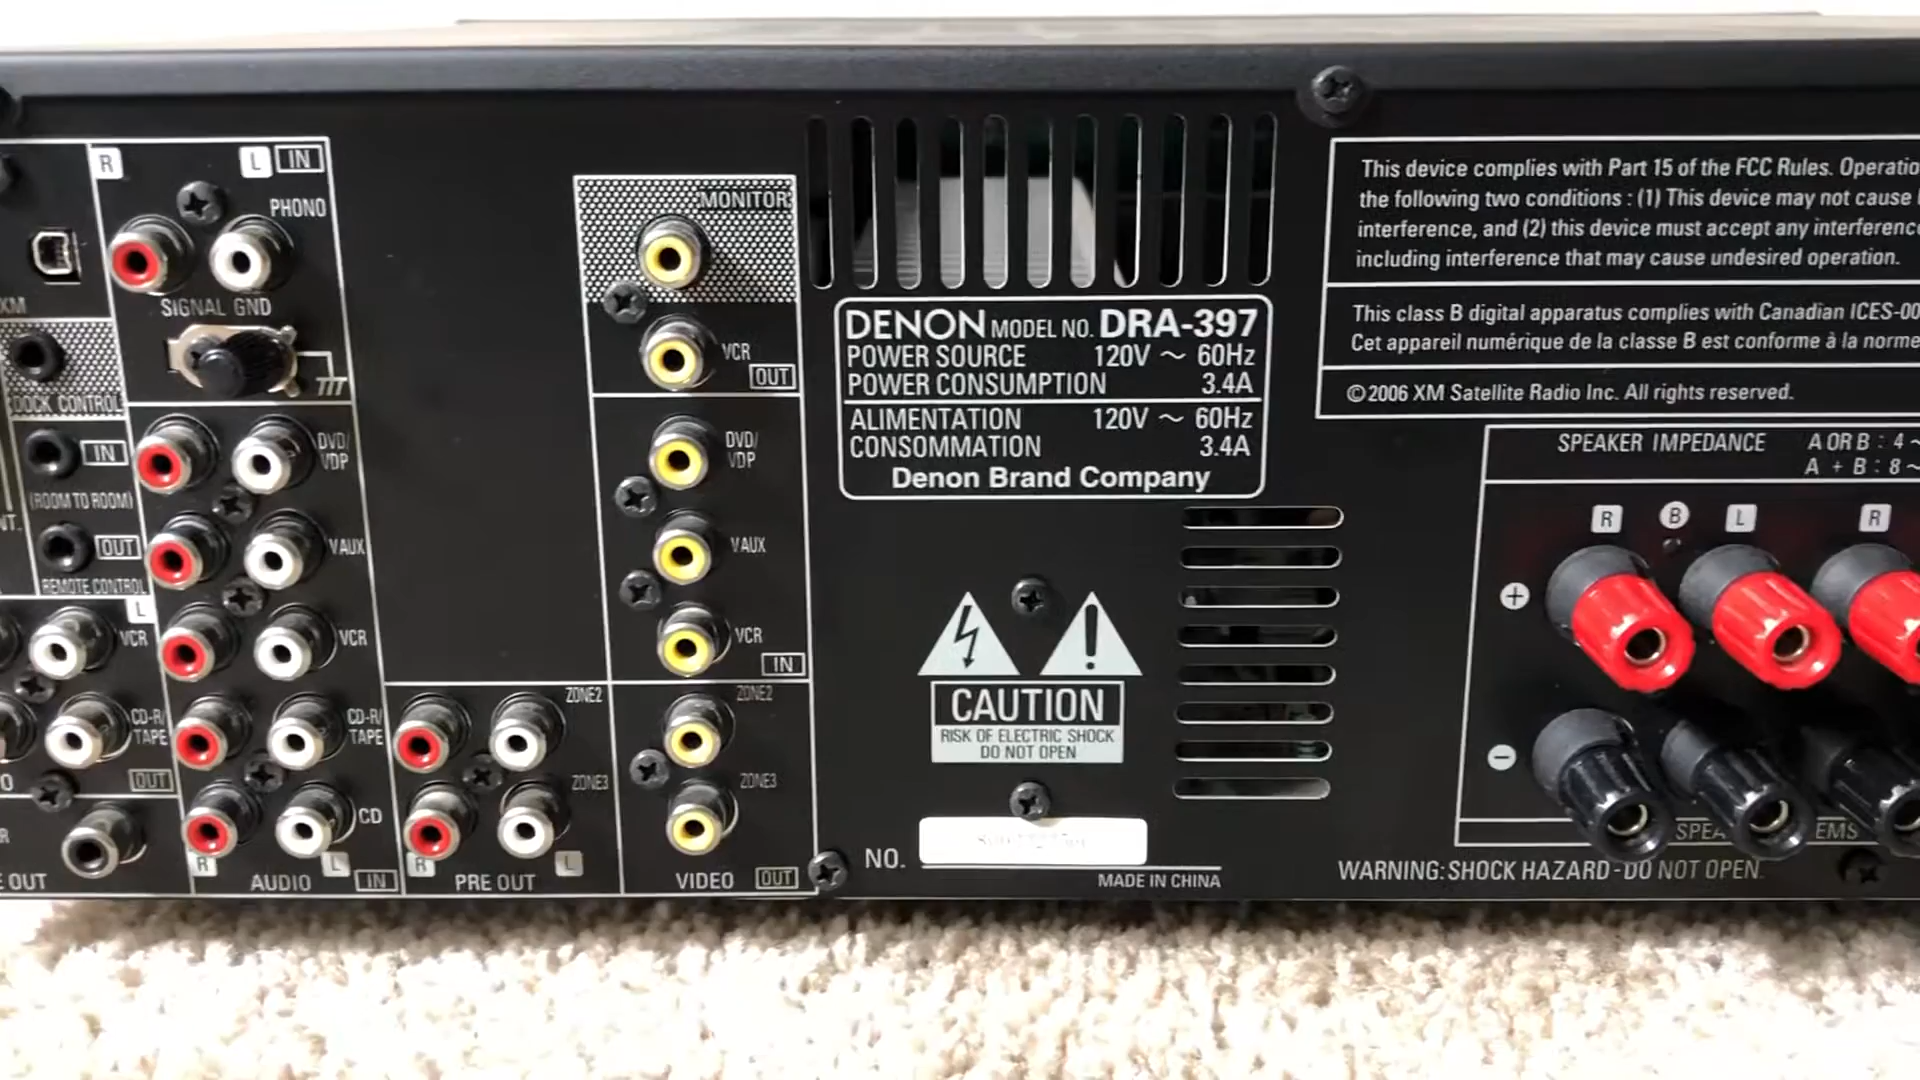 R L IN
PHONO
SIGNAL GND
XM
DOCK CONTROL
IN
(ROOM TO ROOM)
OUT
REMOTE CONTROL
NT.
L
VCR
CD-R/
TAPE
OUT
R
E OUT
DVD/
VDP
V.AUX
VCR
CD-R/
TAPE
CD
R L
AUDIO IN
ZONE2
ZONE3
R L
PRE OUT
MONITOR
VCR
OUT
DVD/
VDP
V.AUX
VCR
IN
ZONE2
ZONE3
VIDEO OUT
DENON MODEL NO. DRA-397
POWER SOURCE 120V ~ 60Hz
POWER CONSUMPTION 3.4A
ALIMENTATION 120V ~ 60Hz
CONSOMMATION 3.4A
Denon Brand Company
CAUTION
RISK OF ELECTRIC SHOCK
DO NOT OPEN
NO.
MADE IN CHINA
This device complies with Part 15 of the FCC Rules. Operatio
the following two conditions : (1) This device may not cause
interference, and (2) this device must accept any interference
including interference that may cause undesired operation.
This class B digital apparatus complies with Canadian ICES-00
Cet appareil numérique de la classe B est conforme à la norme
©2006 XM Satellite Radio Inc. All rights reserved.
SPEAKER IMPEDANCE A OR B : 4 ~
A + B : 8 ~
R B L R
+
−
SPEA EMS
WARNING: SHOCK HAZARD - DO NOT OPEN.